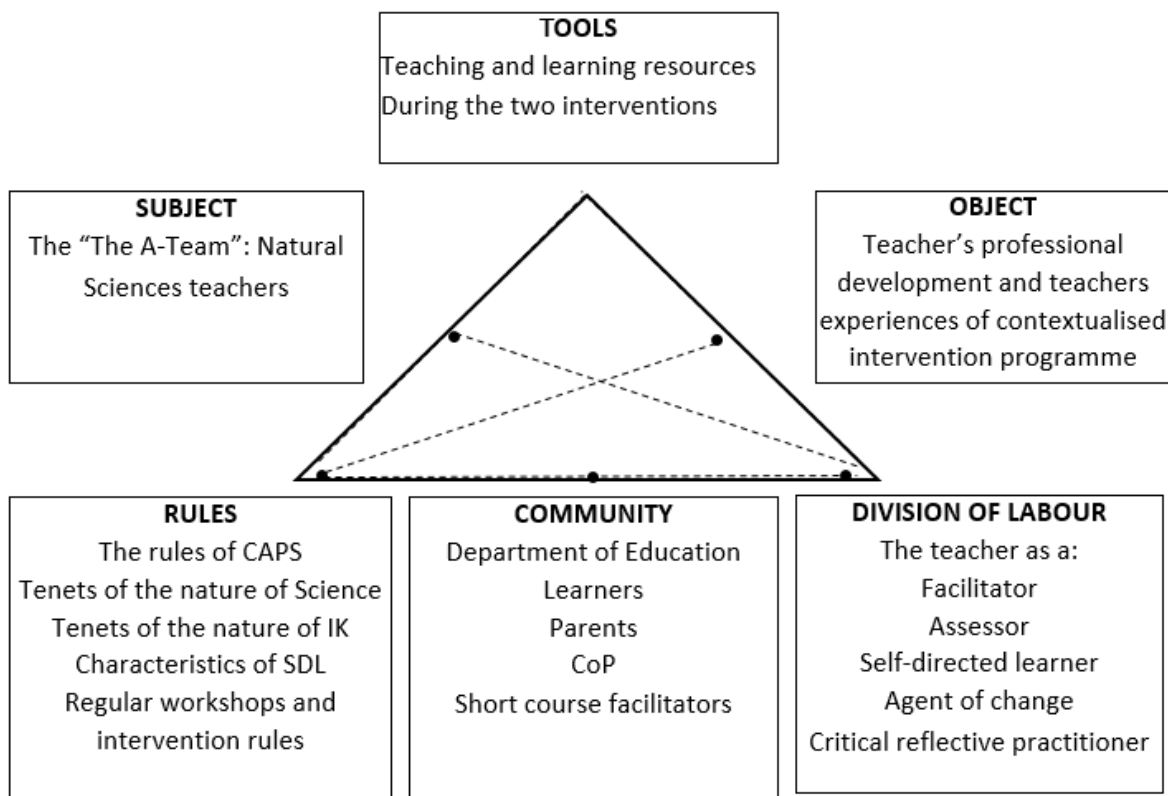 TOOLS
Teaching and learning resources
During the two interventions
SUBJECT
The “The A-Team”: Natural
Sciences teachers
OBJECT
Teacher’s professional
development and teachers
experiences of contextualised
intervention programme
RULES
The rules of CAPS
Tenets of the nature of Science
Tenets of the nature of IK
Characteristics of SDL
Regular workshops and
intervention rules
COMMUNITY
Department of Education
Learners
Parents
CoP
Short course facilitators
DIVISION OF LABOUR
The teacher as a:
Facilitator
Assessor
Self-directed learner
Agent of change
Critical reflective practitioner